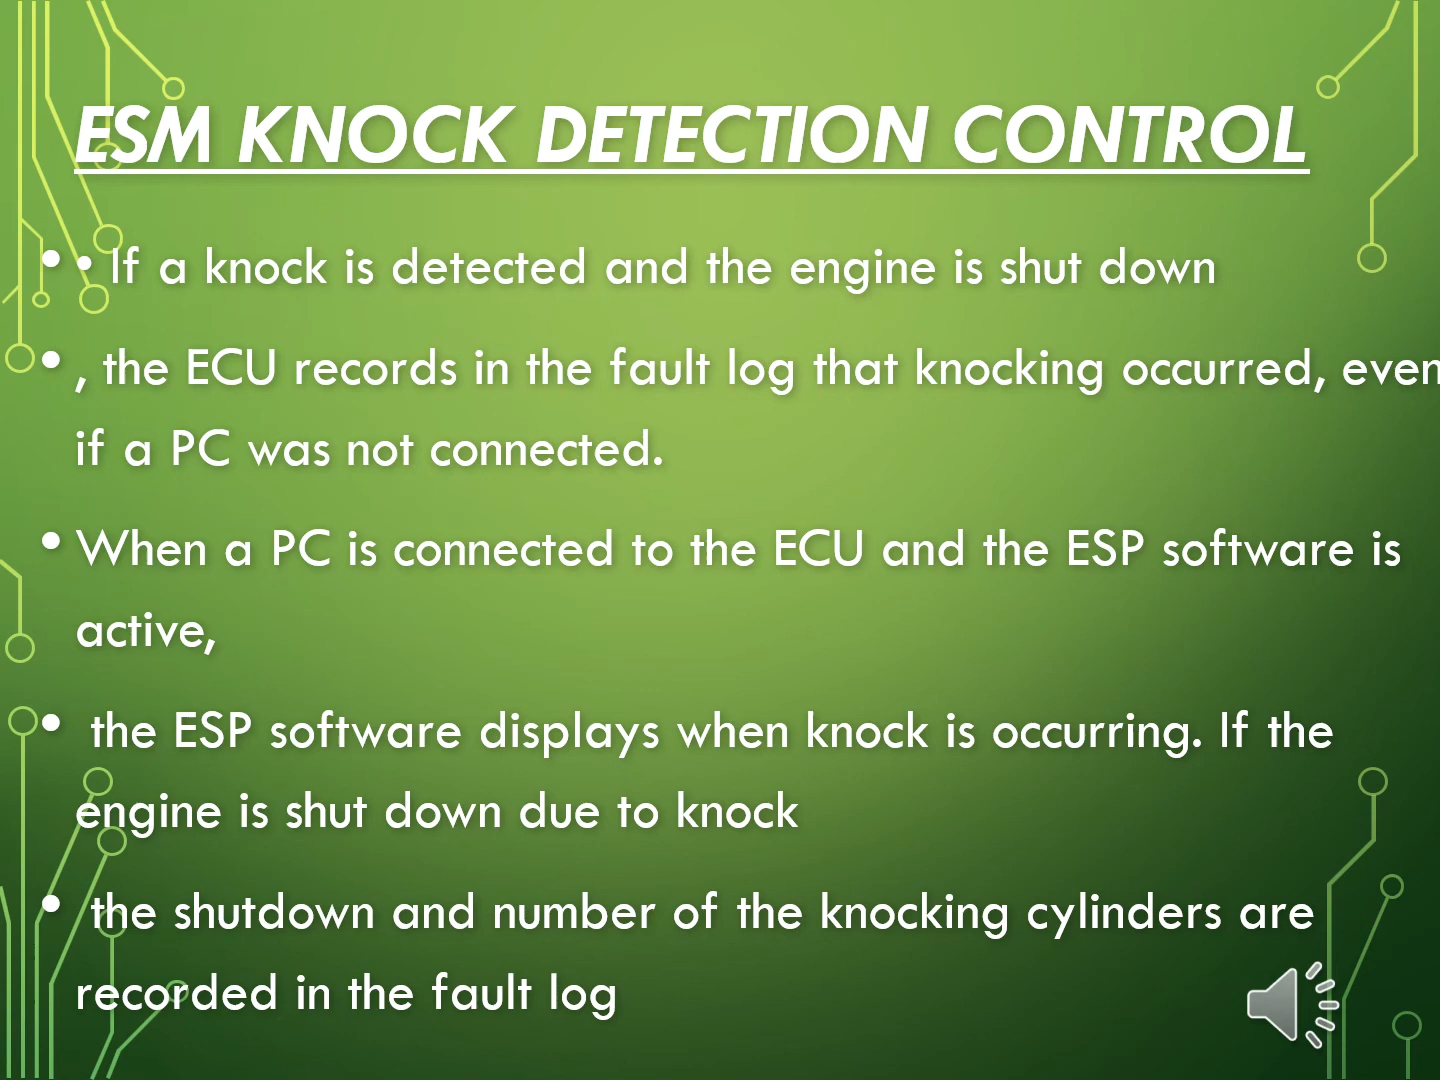 ESM KNOCK DETECTION CONTROL
• • If a knock is detected and the engine is shut down
• , the ECU records in the fault log that knocking occurred, even
if a PC was not connected.
• When a PC is connected to the ECU and the ESP software is
active,
• the ESP software displays when knock is occurring. If the
engine is shut down due to knock
• the shutdown and number of the knocking cylinders are
recorded in the fault log